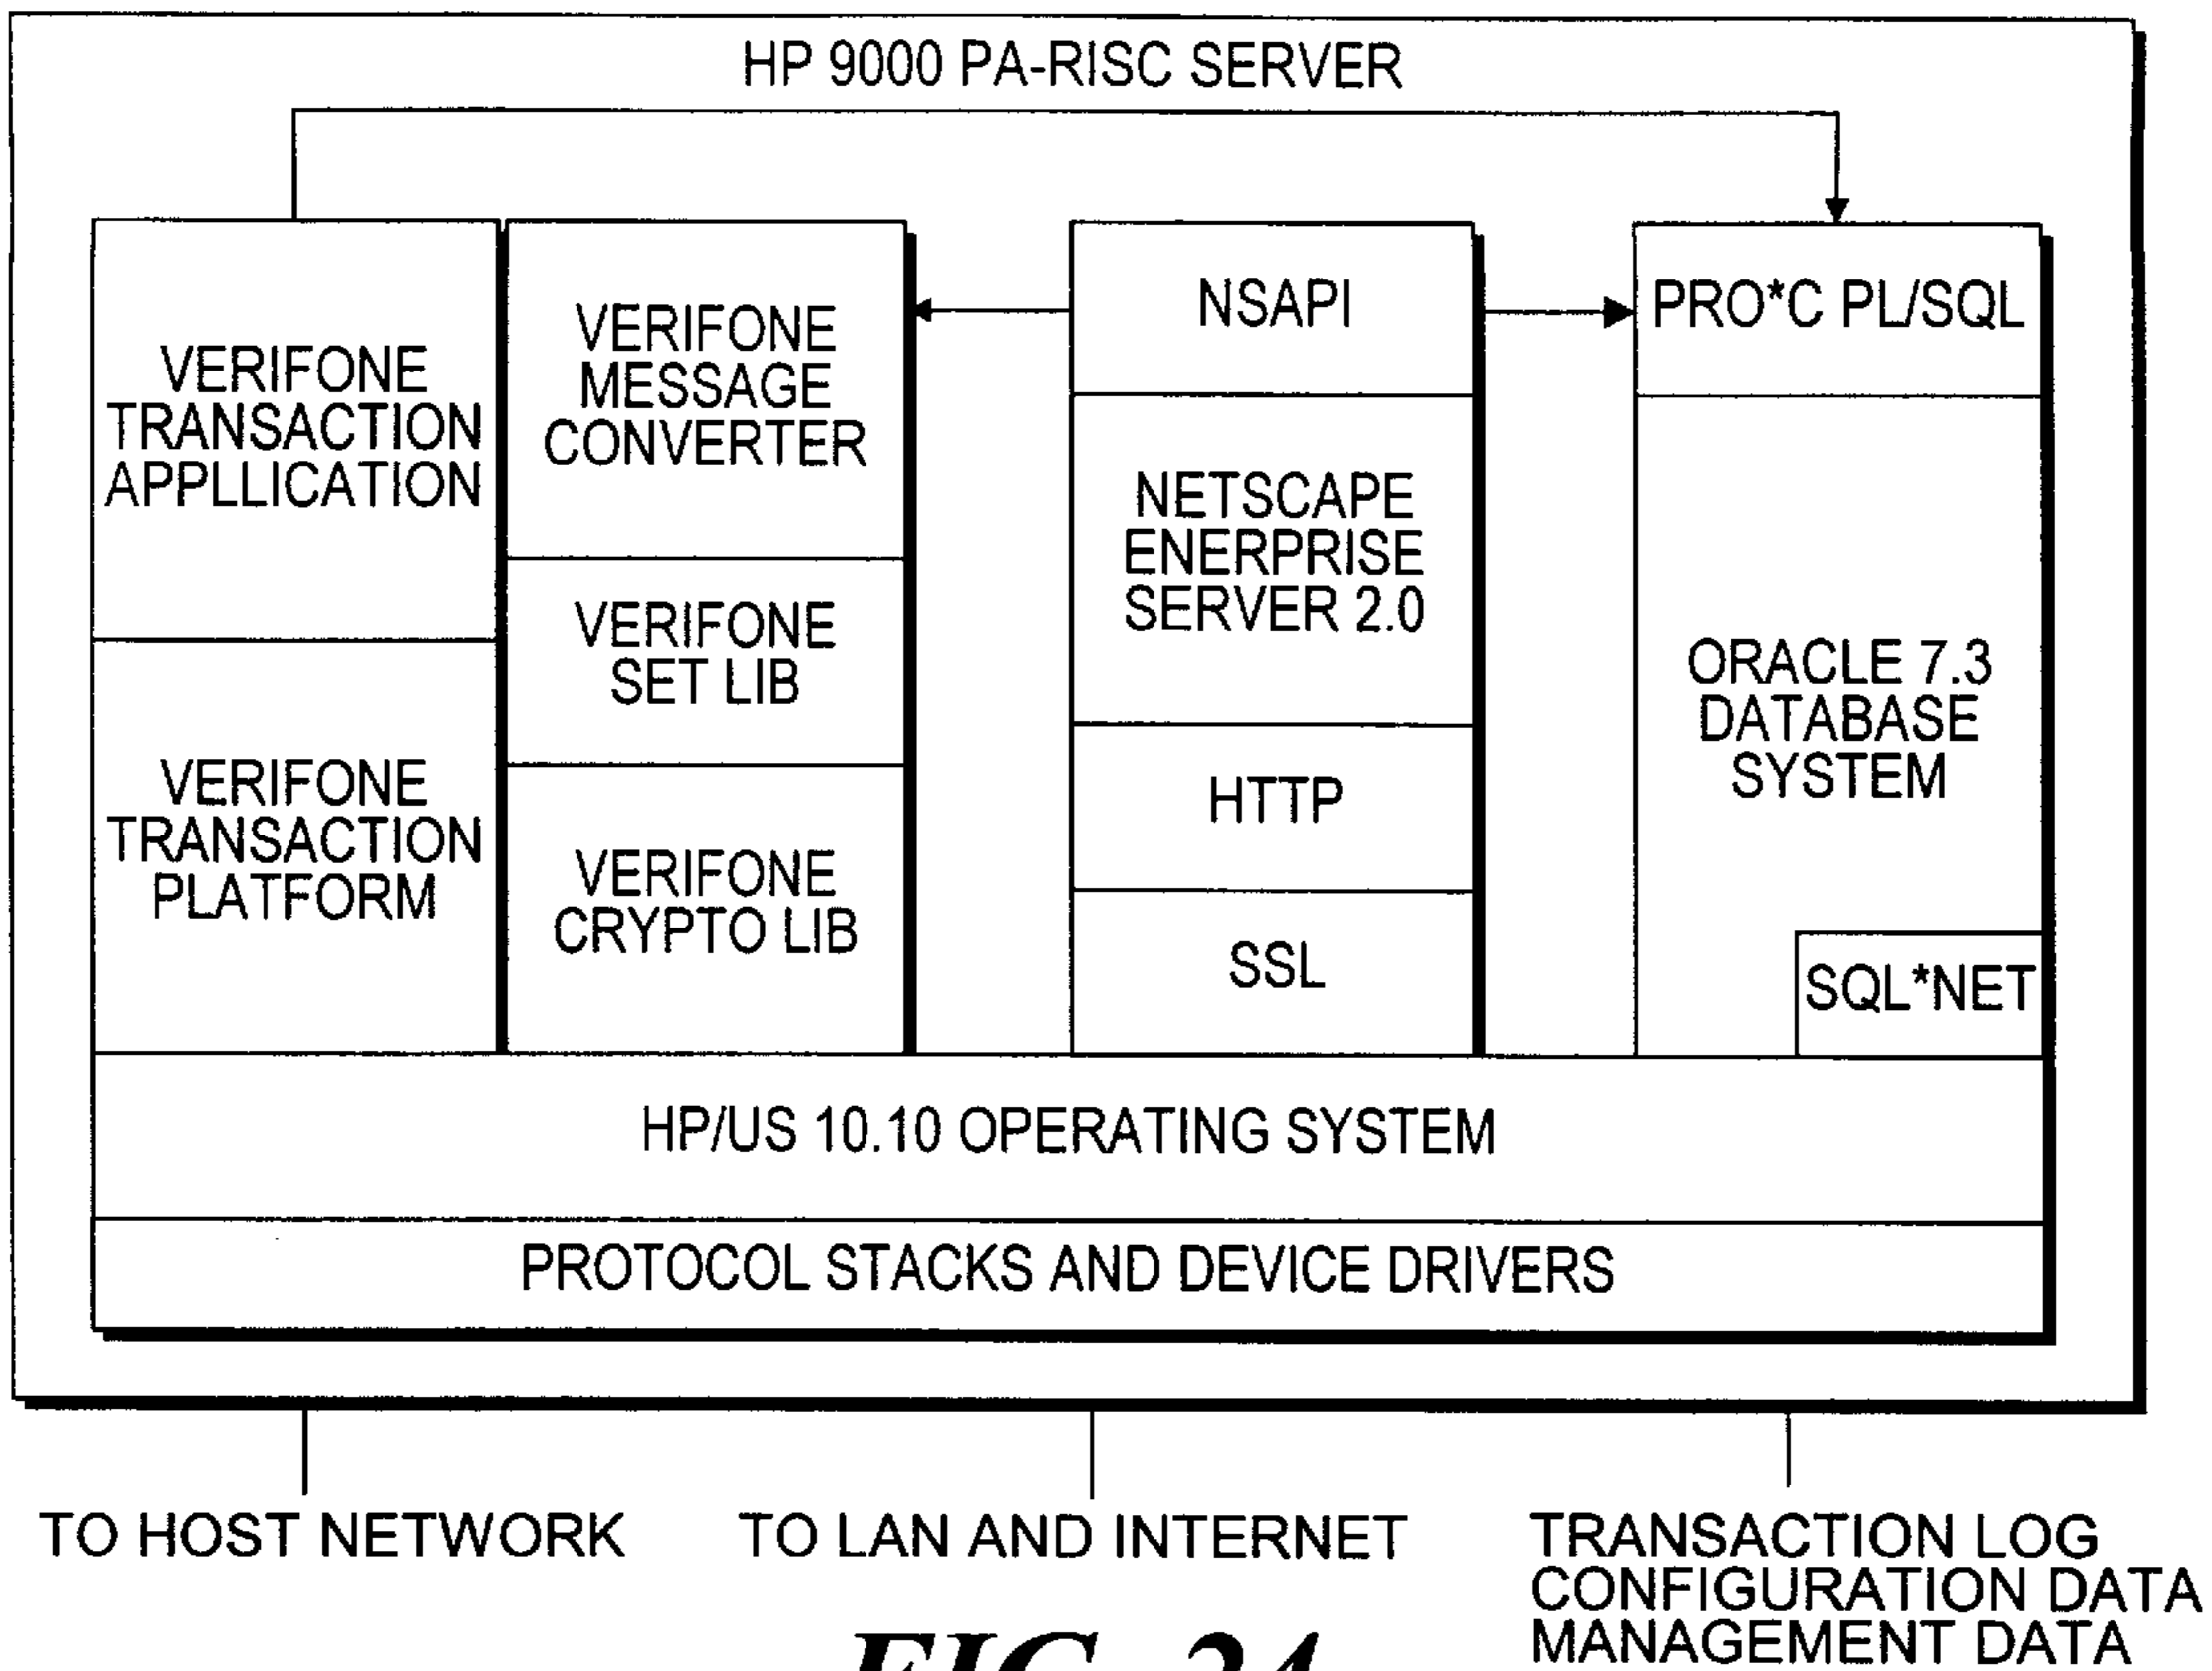 HP 9000 PA-RISC SERVER
VERIFONE
TRANSACTION
APPLLICATION
VERIFONE
TRANSACTION
PLATFORM
VERIFONE
MESSAGE
CONVERTER
VERIFONE
SET LIB
VERIFONE
CRYPTO LIB
NSAPI
NETSCAPE
ENERPRISE
SERVER 2.0
HTTP
SSL
PRO*C PL/SQL
ORACLE 7.3
DATABASE
SYSTEM
SQL*NET
HP/US 10.10 OPERATING SYSTEM
PROTOCOL STACKS AND DEVICE DRIVERS
TO HOST NETWORK
TO LAN AND INTERNET
TRANSACTION LOG
CONFIGURATION DATA
MANAGEMENT DATA
FIG. 24